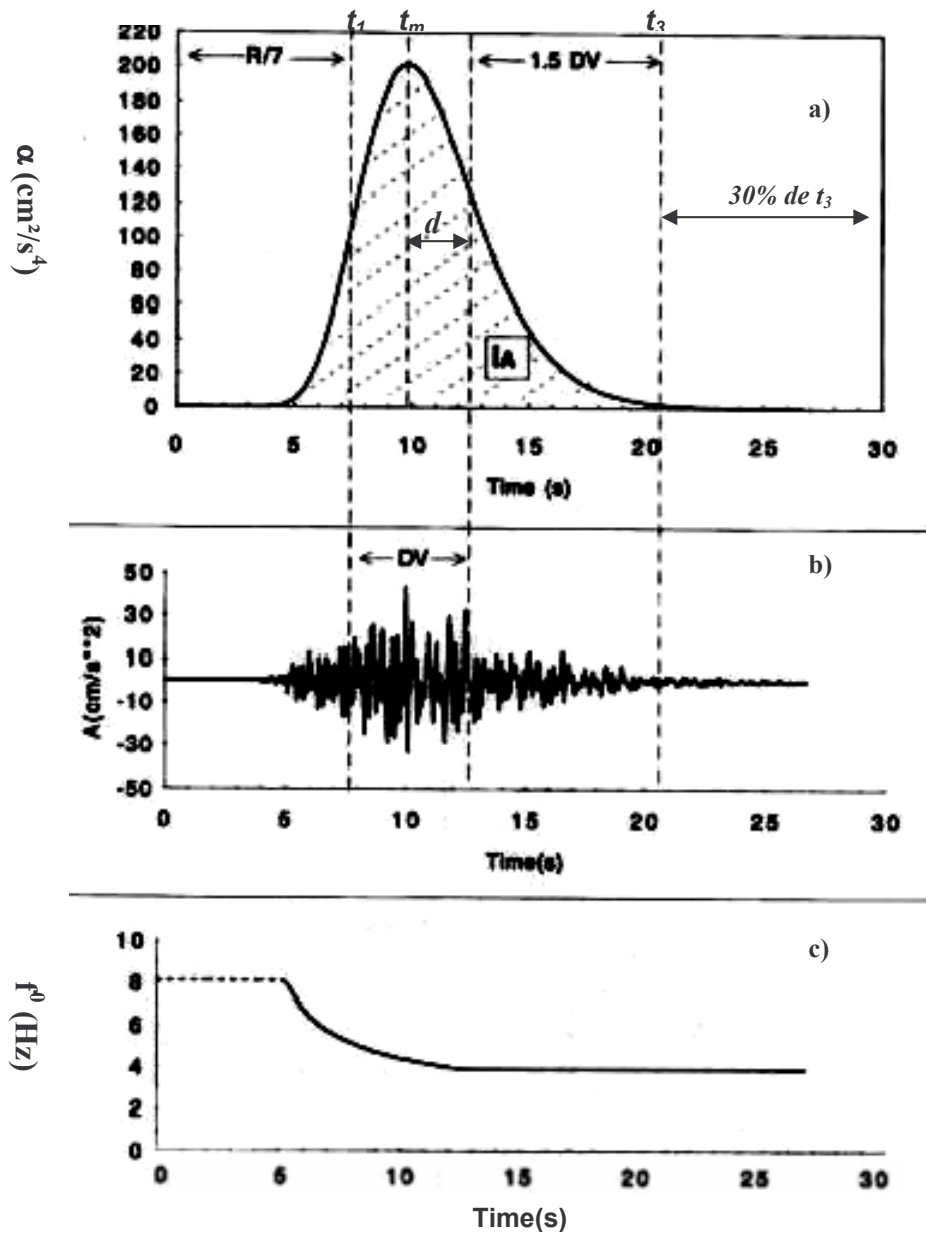 t₁ tₘ t₃
220
R/7
1.5 DV
200
a)
180
160
140
30% de t₃
120
d
100
80
60
40
IA
20
0
α (cm²/s⁴)
0 5 10 15 20 25 30
Time (s)
b)
DV
50
30
10
-10
-30
-50
A(cm/s**2)
0 5 10 15 20 25 30
Time(s)
c)
10
8
6
4
2
0
f⁰ (Hz)
0 5 10 15 20 25 30
Time(s)